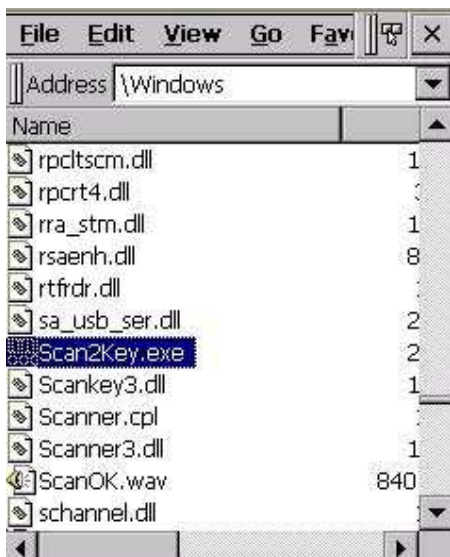 File Edit View Go Fav
Address \Windows
Name
rpcltscm.dll 1
rpcrt4.dll
rra_stm.dll 1
rsaenh.dll 8
rtfrdr.dll
sa_usb_ser.dll 2
Scan2Key.exe 2
Scankey3.dll 1
Scanner.cpl
Scanner3.dll 1
ScanOK.wav 840
schannel.dll